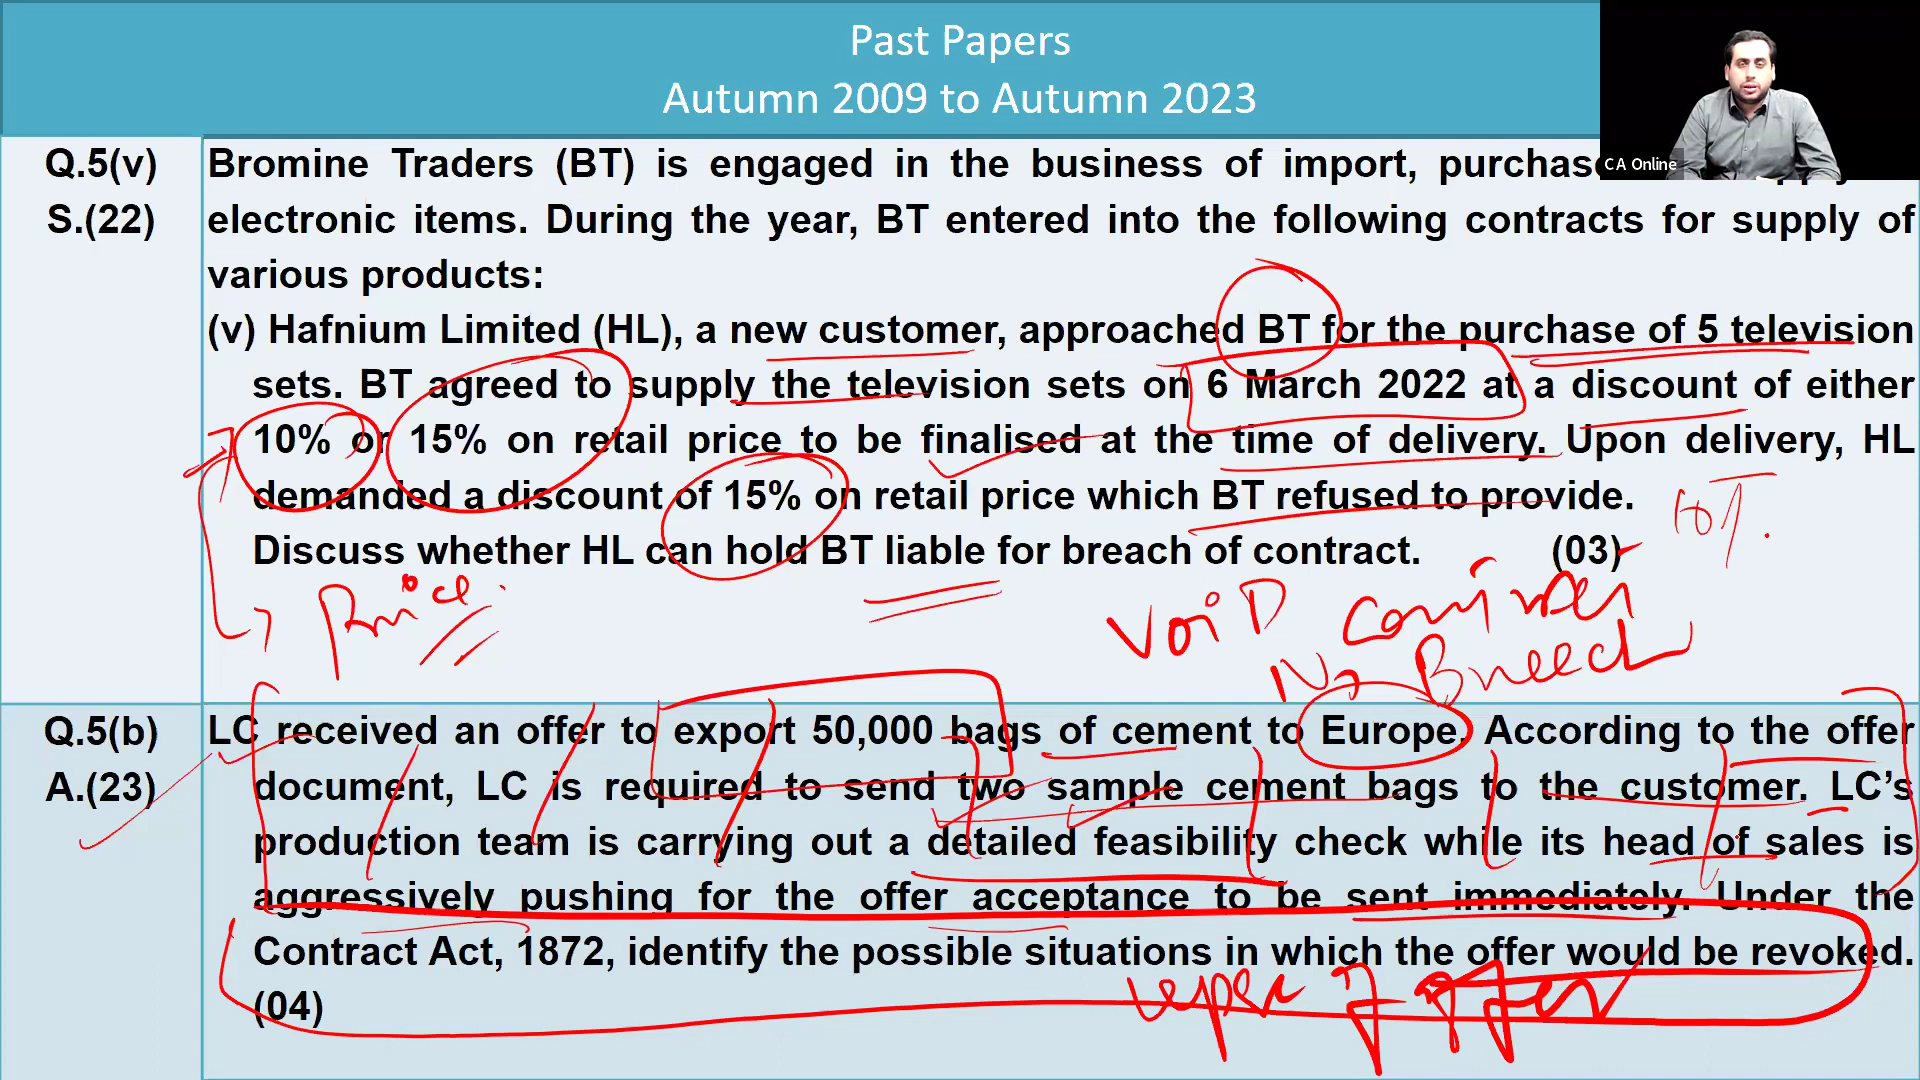 Past Papers
Autumn 2009 to Autumn 2023
C A Online
Q.5(v)
S.(22)
Bromine Traders (BT) is engaged in the business of import,
electronic items. During the year, BT entered into the following contracts for supply of
various products:
(v) Hafnium Limited (HL), a new customer, approached BT for the purchase of 5 television
sets. BT agreed to supply the television sets on 6 March 2022 at a discount of either
10% or 15% on retail price to be finalised at the time of delivery. Upon delivery, HL
demanded a discount of 15% on retail price which BT refused to provide.
Discuss whether HL can hold BT liable for breach of contract. (03)
Price
VoiD
No Breech
Q.5(b)
A.(23)
LC received an offer to export 50,000 bags of cement to Europe. According to the offer
document, LC is required to send two sample cement bags to the customer. LC’s
production team is carrying out a detailed feasibility check while its head of sales is
aggressively pushing for the offer acceptance to be sent immediately. Under the
Contract Act, 1872, identify the possible situations in which the offer would be revoked.
(04)
offer